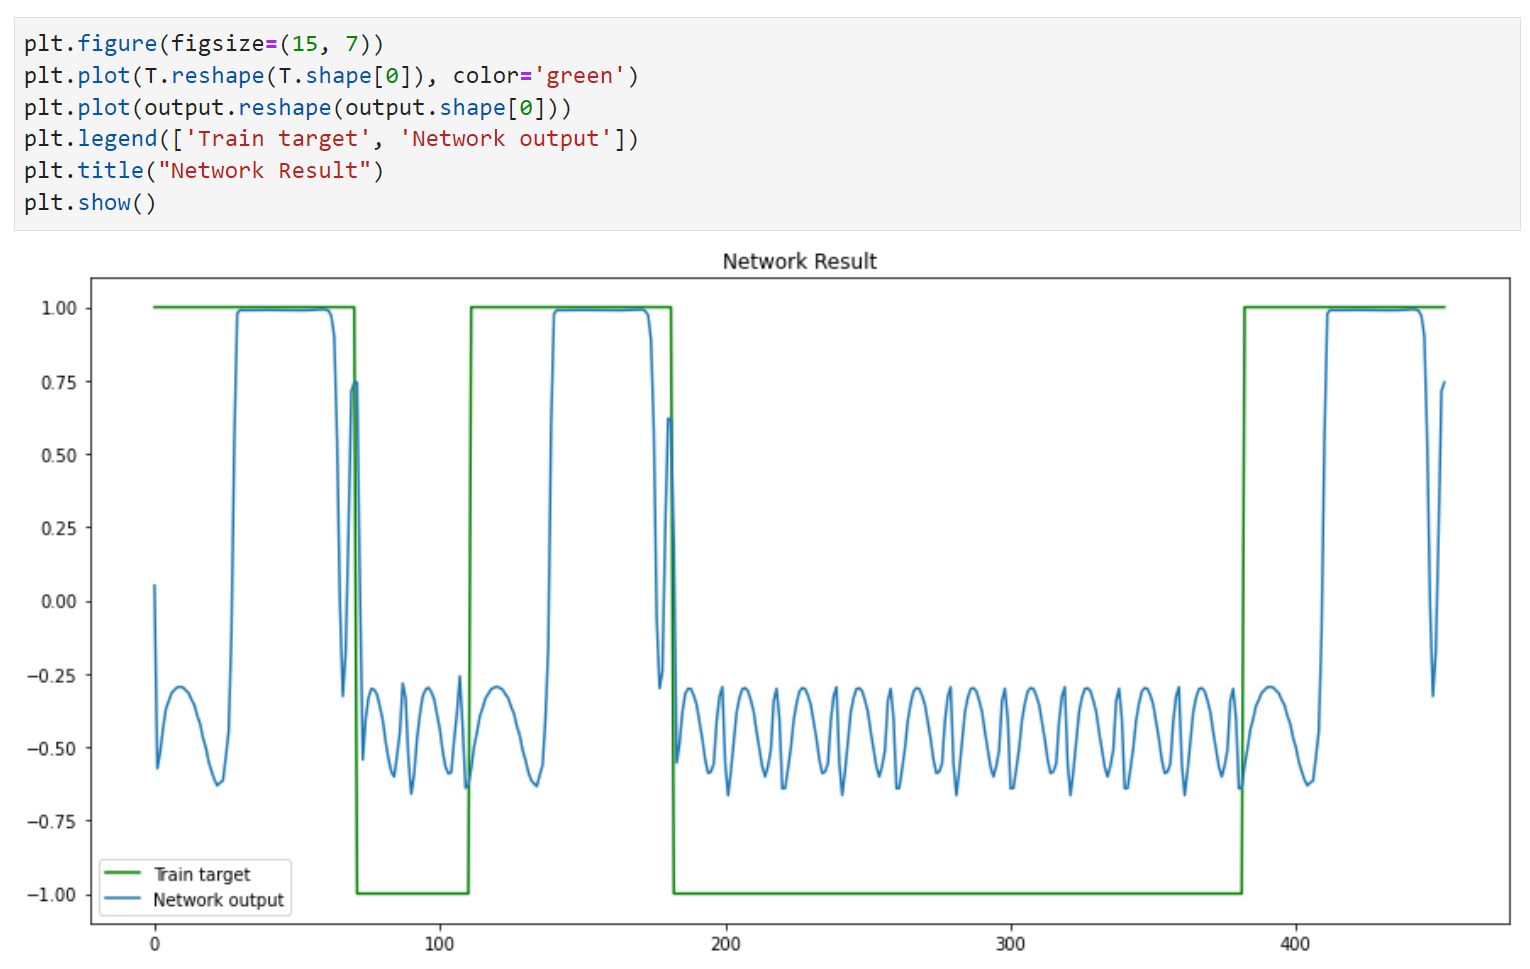 plt.figure(figsize=(15, 7))
plt.plot(T.reshape(T.shape[0]), color='green')
plt.plot(output.reshape(output.shape[0]))
plt.legend(['Train target', 'Network output'])
plt.title("Network Result")
plt.show()
Network Result
1.00
0.75
0.50
0.25
0.00
−0.25
−0.50
−0.75
−1.00
Train target
Network output
0 100 200 300 400